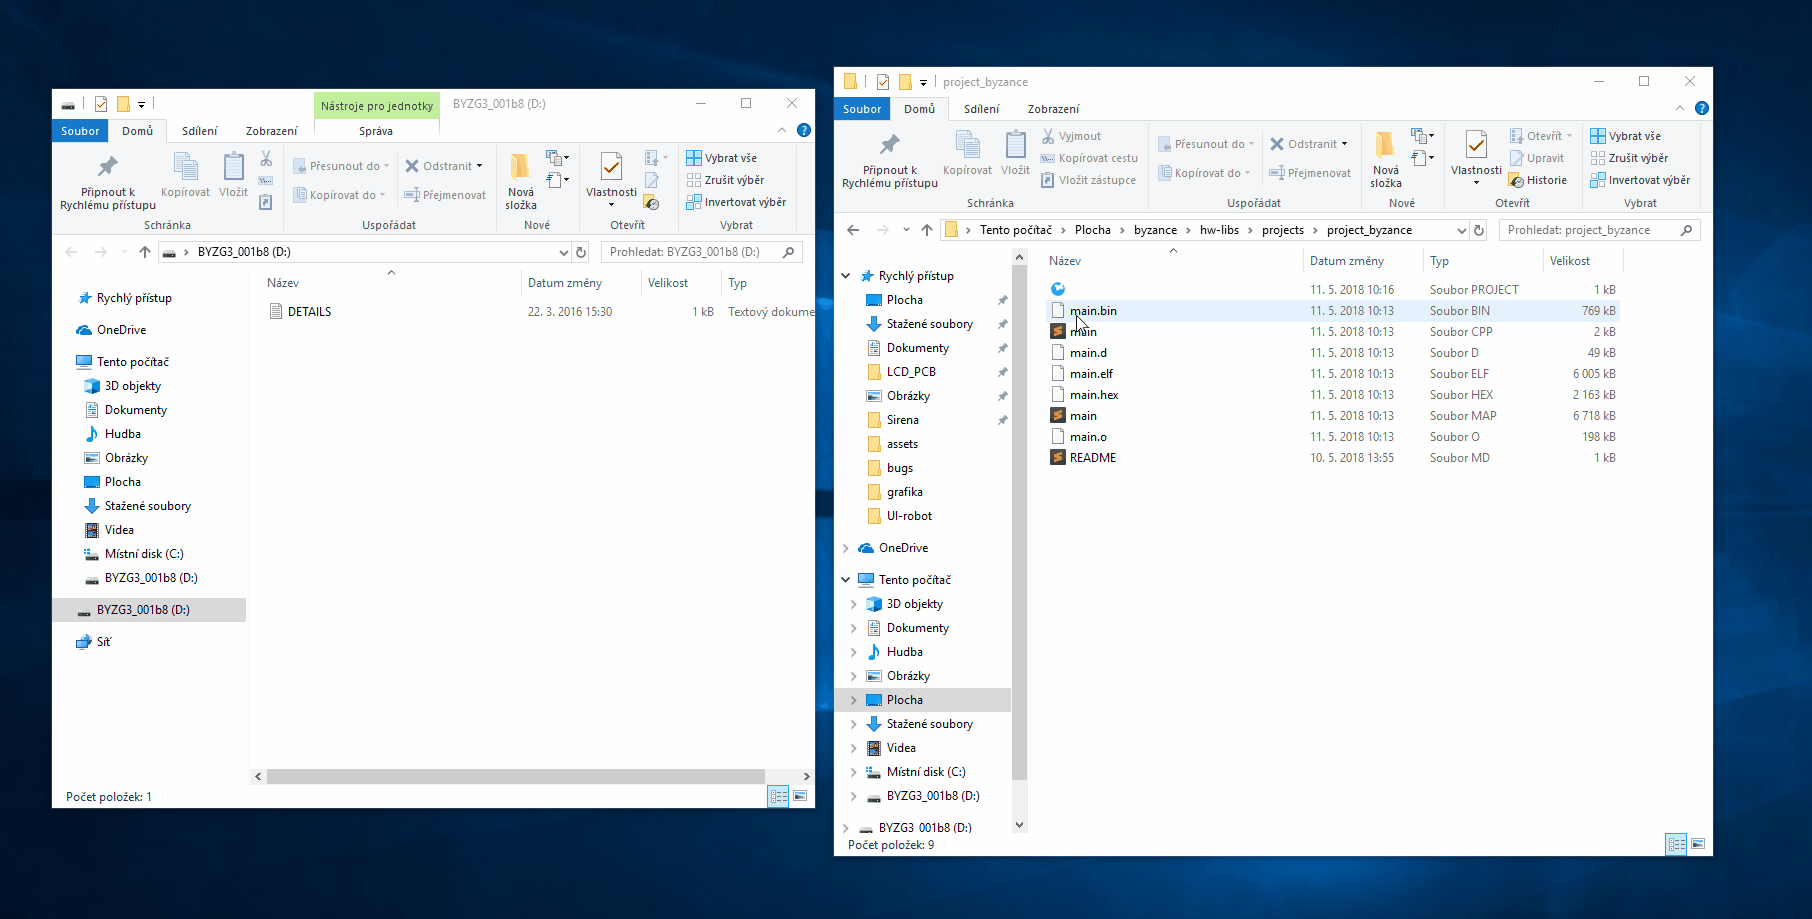 Nástroje pro jednotky
BYZG3_001b8 (D:)
Soubor
Domů
Sdílení
Zobrazení
Správa
Připnout k
Rychlému přístupu
Kopírovat
Vložit
Schránka
Přesunout do
Kopírovat do
Odstranit
Přejmenovat
Uspořádat
Nová
složka
Nové
Vlastnosti
Otevřít
Vybrat vše
Zrušit výběr
Invertovat výběr
Vybrat
BYZG3_001b8 (D:)
Prohledat: BYZG3_001b8 (D:)
Název
Datum změny
Velikost
Typ
DETAILS
22. 3. 2016 15:30
1 kB
Textový dokume
Rychlý přístup
OneDrive
Tento počítač
3D objekty
Dokumenty
Hudba
Obrázky
Plocha
Stažené soubory
Videa
Místní disk (C:)
BYZG3_001b8 (D:)
BYZG3_001b8 (D:)
Síť
Počet položek: 1
project_byzance
Soubor
Domů
Sdílení
Zobrazení
Připnout k
Rychlému přístupu
Kopírovat
Vložit
Vyjmout
Kopírovat cestu
Vložit zástupce
Schránka
Přesunout do
Kopírovat do
Odstranit
Přejmenovat
Uspořádat
Nová
složka
Nové
Vlastnosti
Otevřít
Upravit
Historie
Otevřít
Vybrat vše
Zrušit výběr
Invertovat výběr
Vybrat
Tento počítač
Plocha
byzance
hw-libs
projects
project_byzance
Prohledat: project_byzance
Rychlý přístup
Plocha
Stažené soubory
Dokumenty
LCD_PCB
Obrázky
Sirena
assets
bugs
grafika
UI-robot
OneDrive
Tento počítač
3D objekty
Dokumenty
Hudba
Obrázky
Plocha
Stažené soubory
Videa
Místní disk (C:)
BYZG3_001b8 (D:)
BYZG3_001b8 (D:)
Název Datum změny Typ Velikost
11. 5. 2018 10:16 Soubor PROJECT 1 kB
main.bin 11. 5. 2018 10:13 Soubor BIN 769 kB
main 11. 5. 2018 10:13 Soubor CPP 2 kB
main.d 11. 5. 2018 10:13 Soubor D 49 kB
main.elf 11. 5. 2018 10:13 Soubor ELF 6 005 kB
main.hex 11. 5. 2018 10:13 Soubor HEX 2 163 kB
main 11. 5. 2018 10:13 Soubor MAP 6 718 kB
main.o 11. 5. 2018 10:13 Soubor O 198 kB
README 10. 5. 2018 13:55 Soubor MD 1 kB
Počet položek: 9